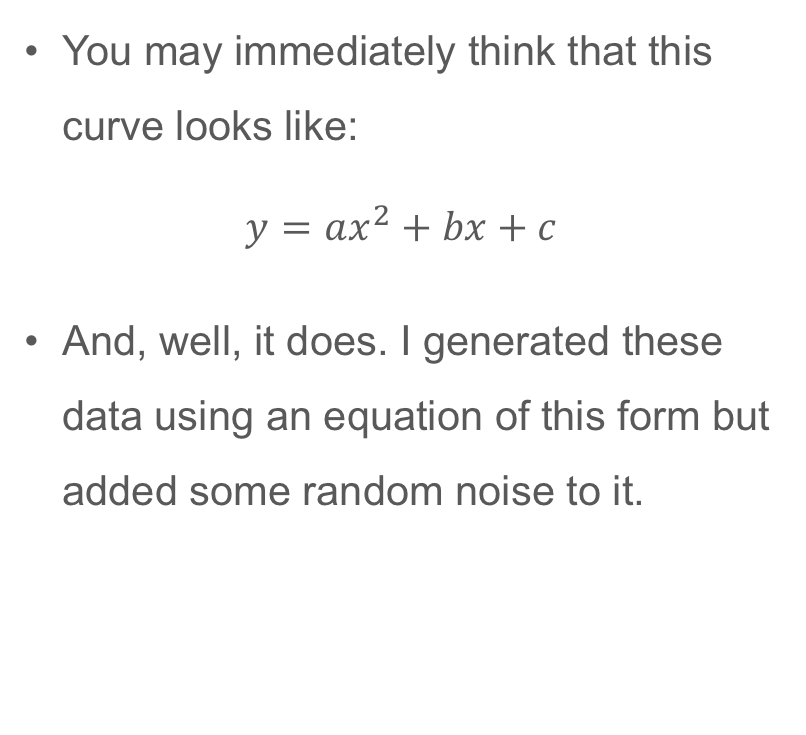 • You may immediately think that this
curve looks like:
y = ax² + bx + c
• And, well, it does. I generated these
data using an equation of this form but
added some random noise to it.